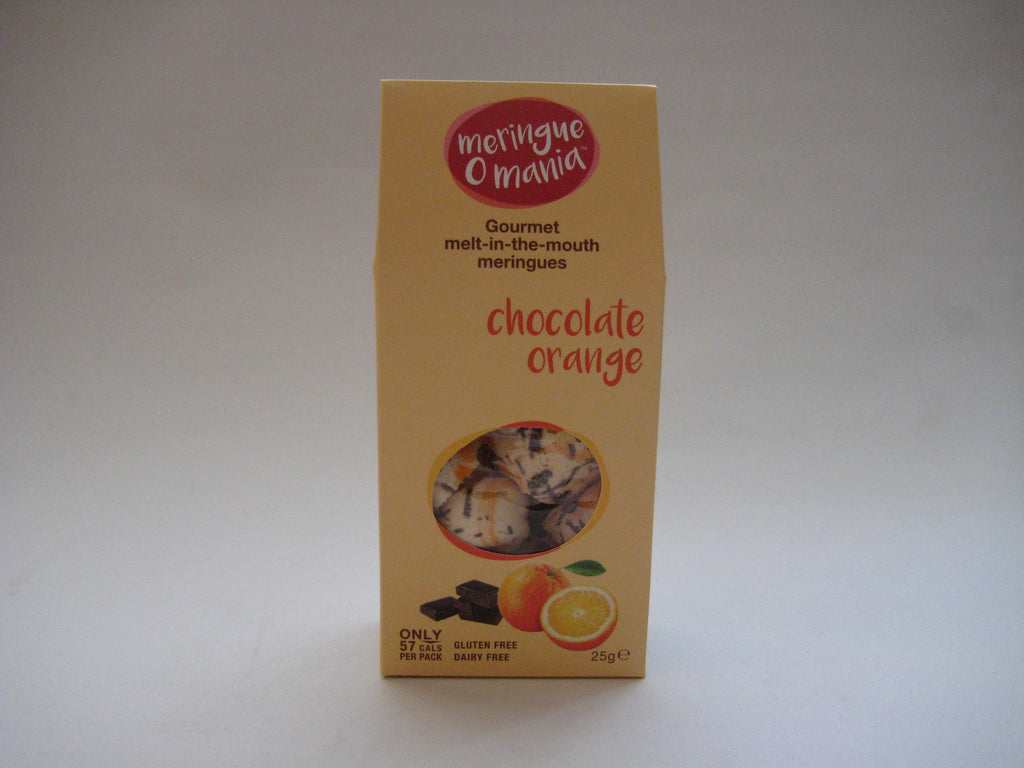 meringue
O mania™
Gourmet
melt-in-the-mouth
meringues
chocolate
orange
ONLY
57 CALS
PER PACK
GLUTEN FREE
DAIRY FREE
25g℮